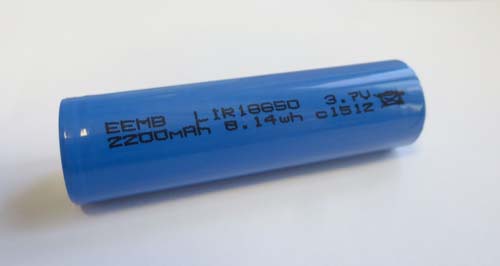 EEMB LIR18650 3.7V
2200mAh 8.14Wh c1512